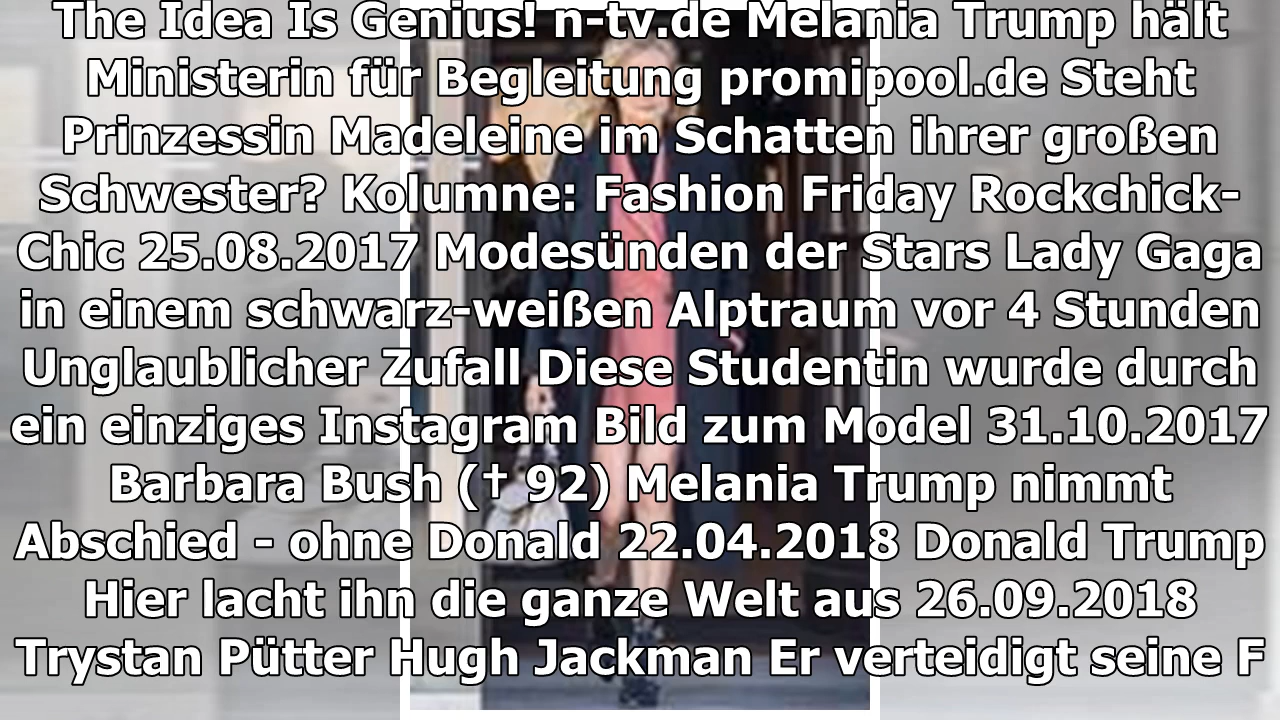 The Idea Is Genius! n-tv.de Melania Trump hält
Ministerin für Begleitung promipool.de Steht
Prinzessin Madeleine im Schatten ihrer großen
Schwester? Kolumne: Fashion Friday Rockchick-
Chic 25.08.2017 Modesünden der Stars Lady Gaga
in einem schwarz-weißen Alptraum vor 4 Stunden
Unglaublicher Zufall Diese Studentin wurde durch
ein einziges Instagram Bild zum Model 31.10.2017
Barbara Bush († 92) Melania Trump nimmt
Abschied - ohne Donald 22.04.2018 Donald Trump
Hier lacht ihn die ganze Welt aus 26.09.2018
Trystan Pütter Hugh Jackman Er verteidigt seine F